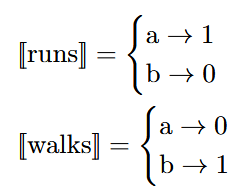 ⟦runs⟧ = { a → 1
b → 0
⟦walks⟧ = { a → 0
b → 1